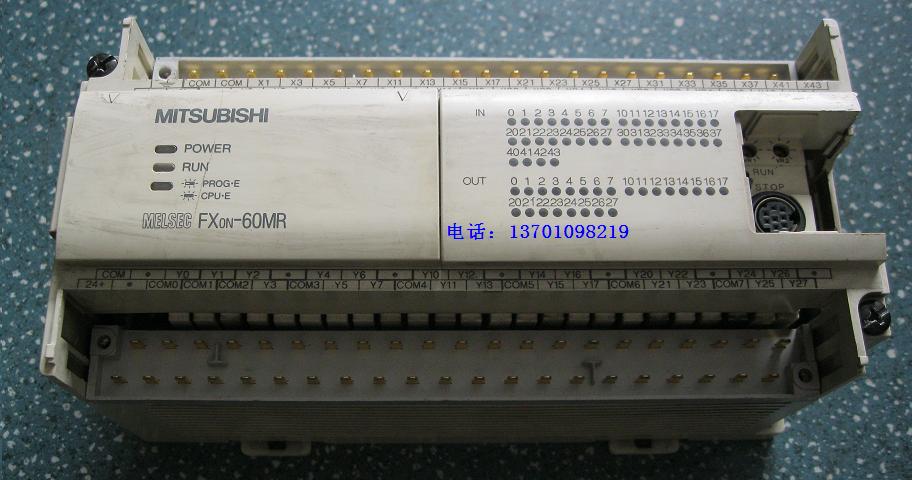 COM COM X1 X3 X5 X7 X11 X13 X15 X17 X21 X23 X25 X27 X31 X33 X35 X37 X41 X43
MITSUBISHI
POWER
RUN
PROG·E
CPU·E
MELSEC FX0N-60MR
IN
0 1 2 3 4 5 6 7 10 11 12 13 14 15 16 17
20 21 22 23 24 25 26 27 30 31 32 33 34 35 36 37
40 41 42 43
OUT
0 1 2 3 4 5 6 7 10 11 12 13 14 15 16 17
20 21 22 23 24 25 26 27
RUN
STOP
电话：13701098219
COM • Y0 Y1 Y2 • Y4 Y6 • Y10 Y12 • Y14 Y16 • Y20 Y22 • Y24 Y26 •
24+ • COM0 COM1 COM2 Y3 COM3 Y5 Y7 COM4 Y11 Y13 COM5 Y15 Y17 COM6 Y21 Y23 COM7 Y25 Y27